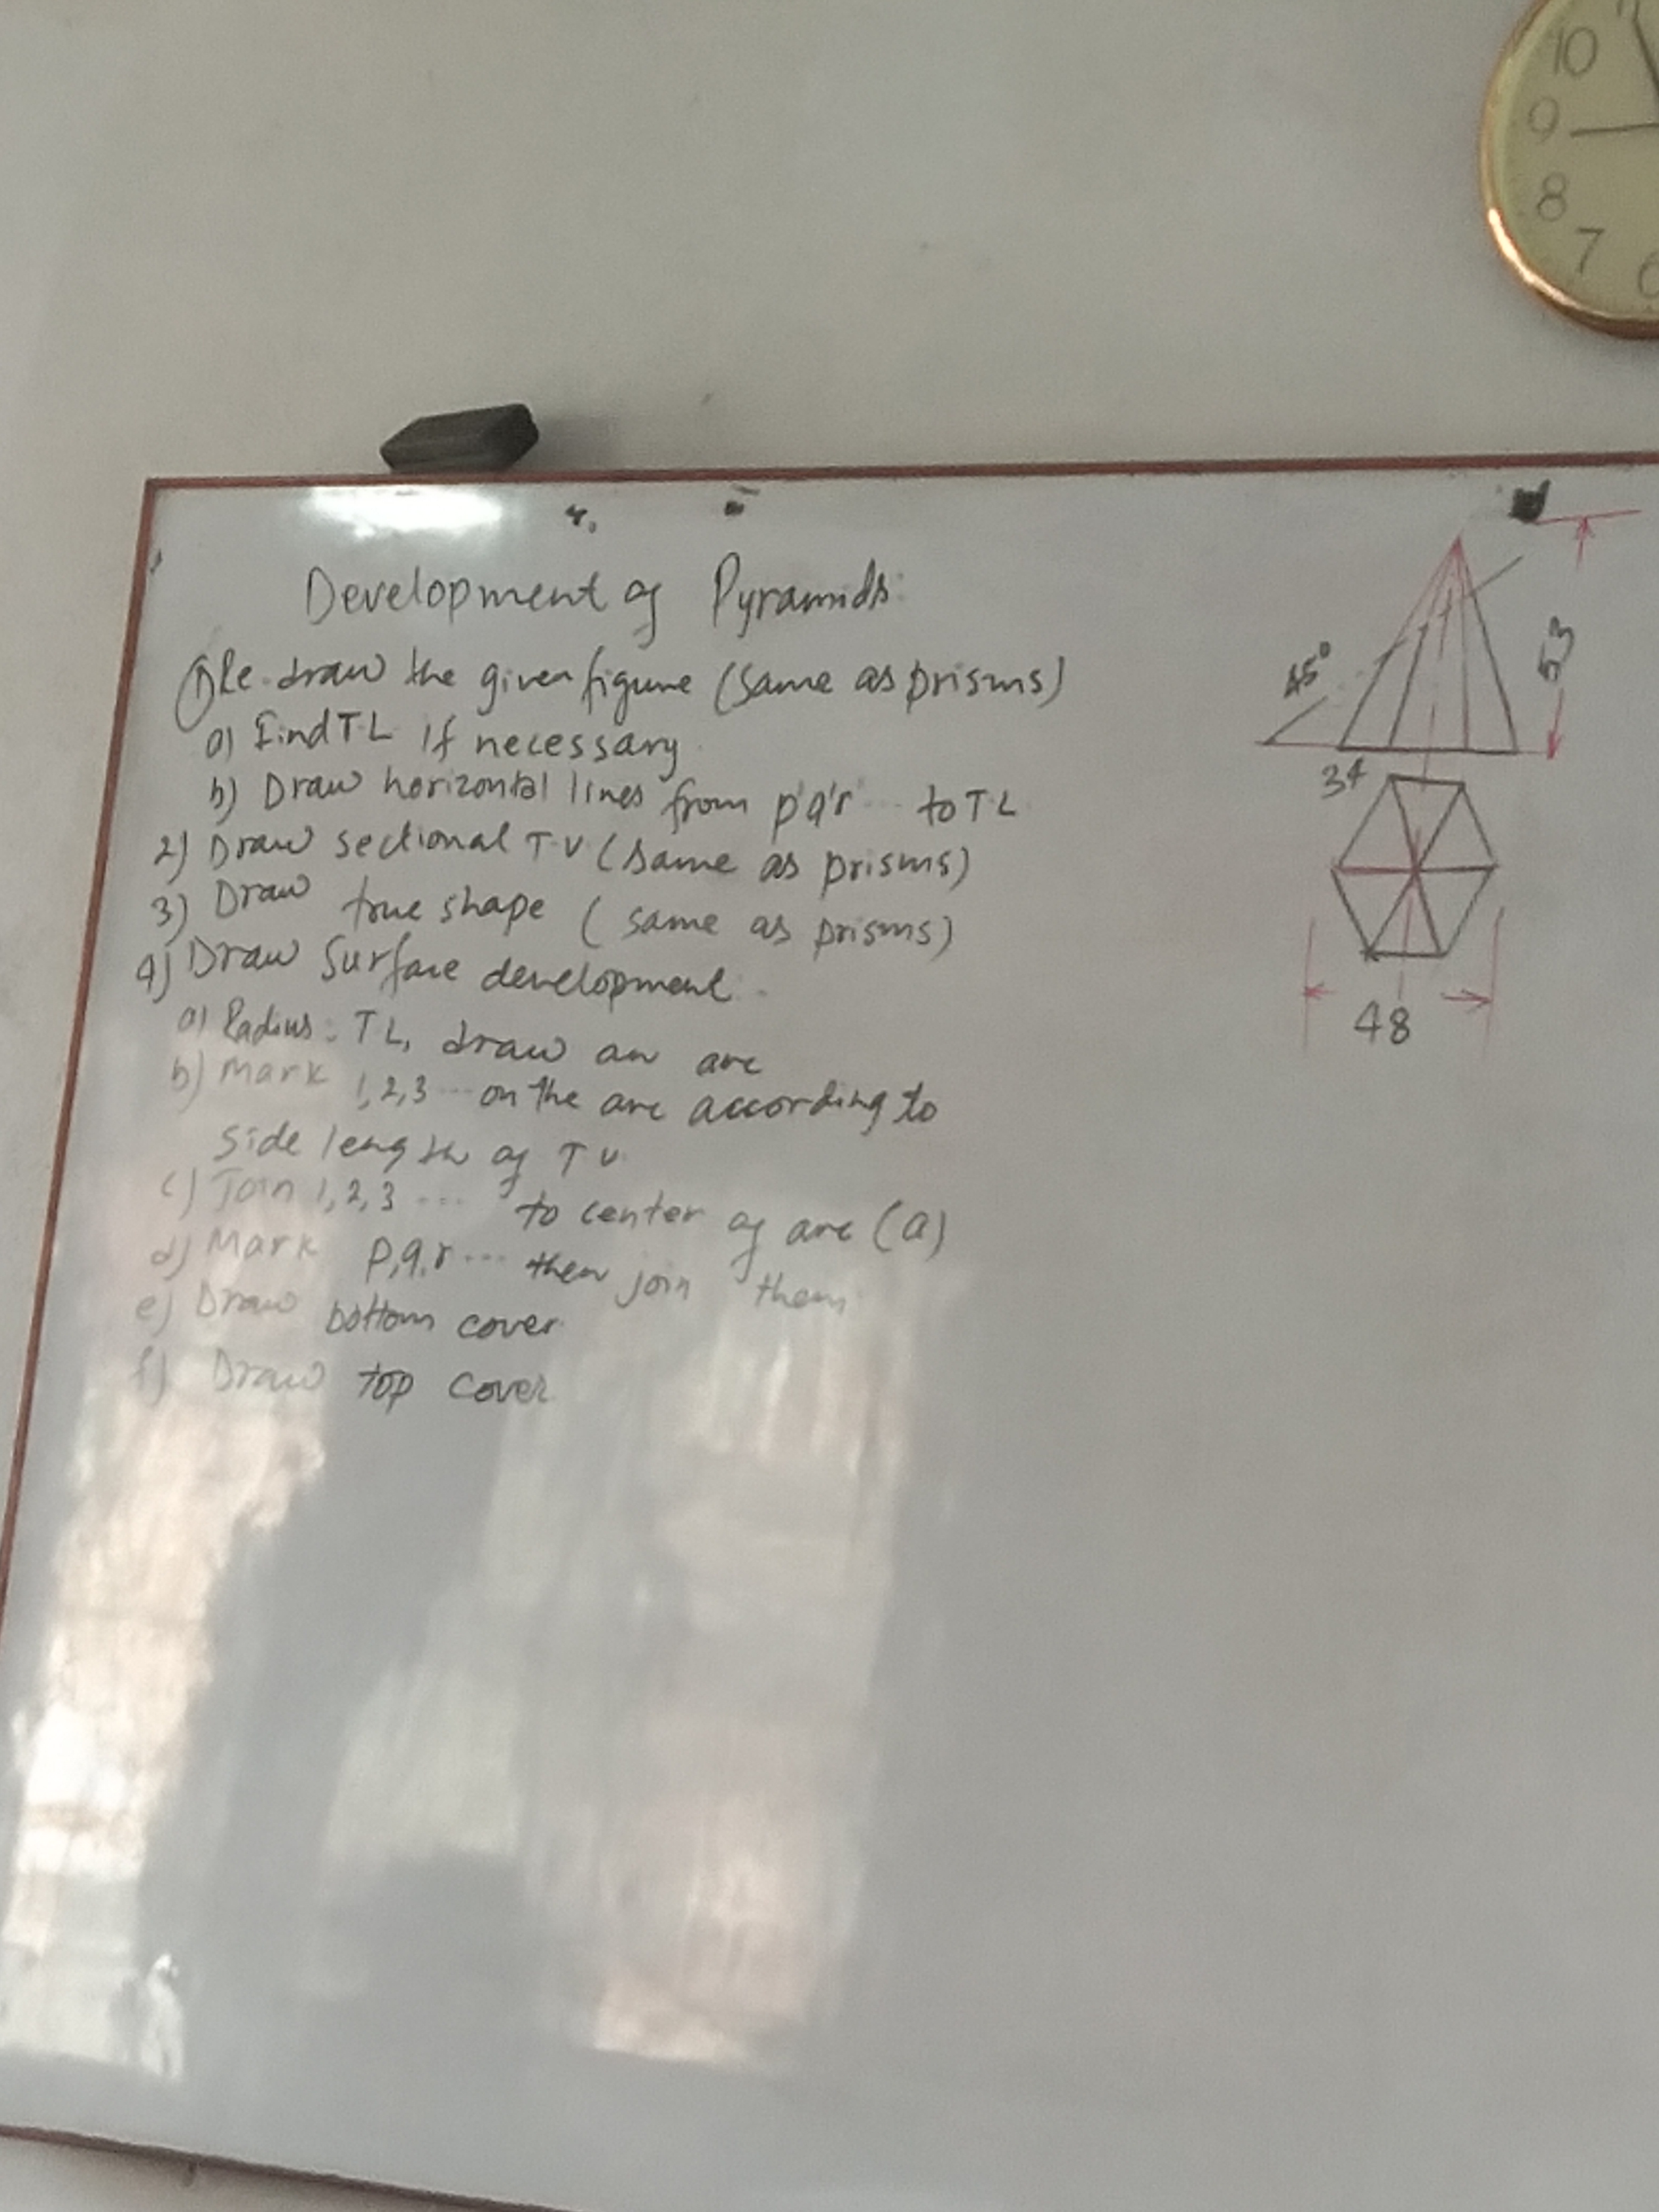 Development of Pyramids:
1) Re-draw the given figure (same as prisms)
a) Find T.L if necessary.
b) Draw horizontal lines from p'q'r' ... to TL
2) Draw sectional T.V (same as prisms)
3) Draw true shape (same as prisms)
4) Draw Surface development.
a) Radius: TL, draw an arc
b) Mark 1,2,3 ... on the arc according to
side length of TV
c) Join 1,2,3 .... to center of arc (a)
d) Mark p,q,r ... then join them
e) Draw bottom cover
f) Draw top cover
45°
53
34
48
10
9
8
7
6